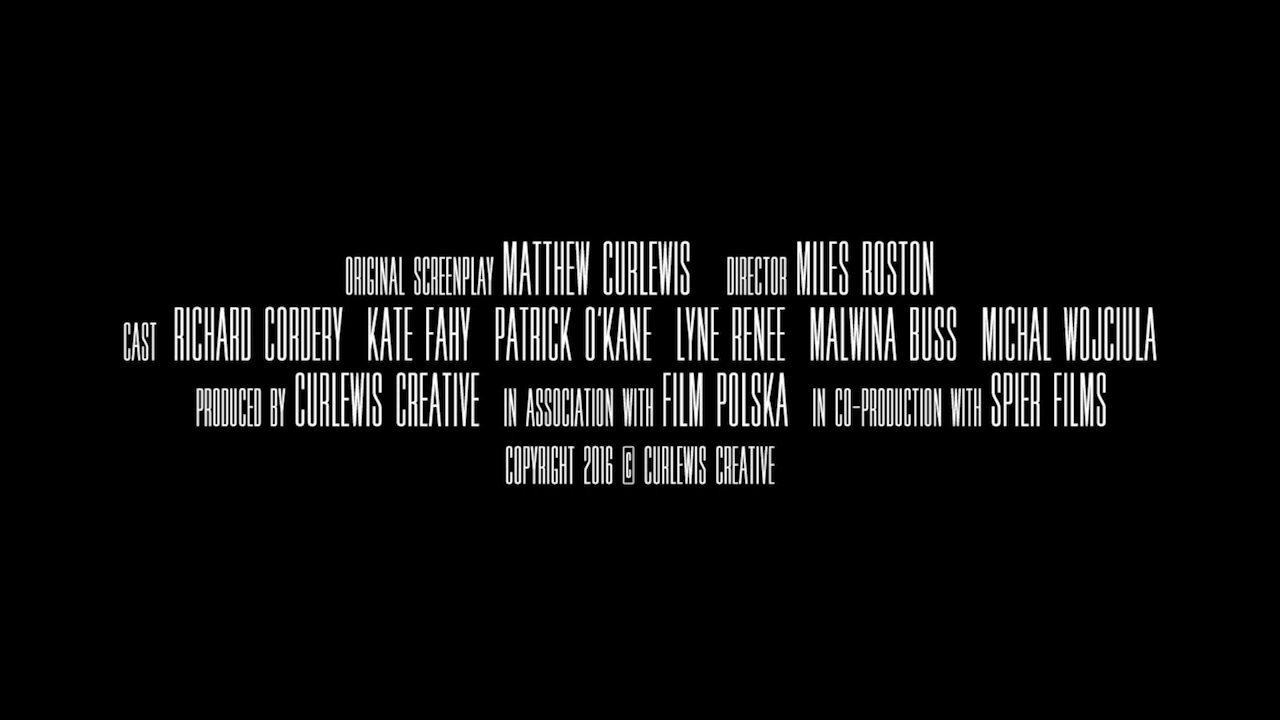 ORIGINAL SCREENPLAY MATTHEW CURLEWIS DIRECTOR MILES ROSTON
CAST RICHARD CORDERY KATE FAHY PATRICK O'KANE LYNE RENEE MALWINA BUSS MICHAL WOJCIULA
PRODUCED BY CURLEWIS CREATIVE IN ASSOCIATION WITH FILM POLSKA IN CO-PRODUCTION WITH SPIER FILMS
COPYRIGHT 2016 © CURLEWIS CREATIVE